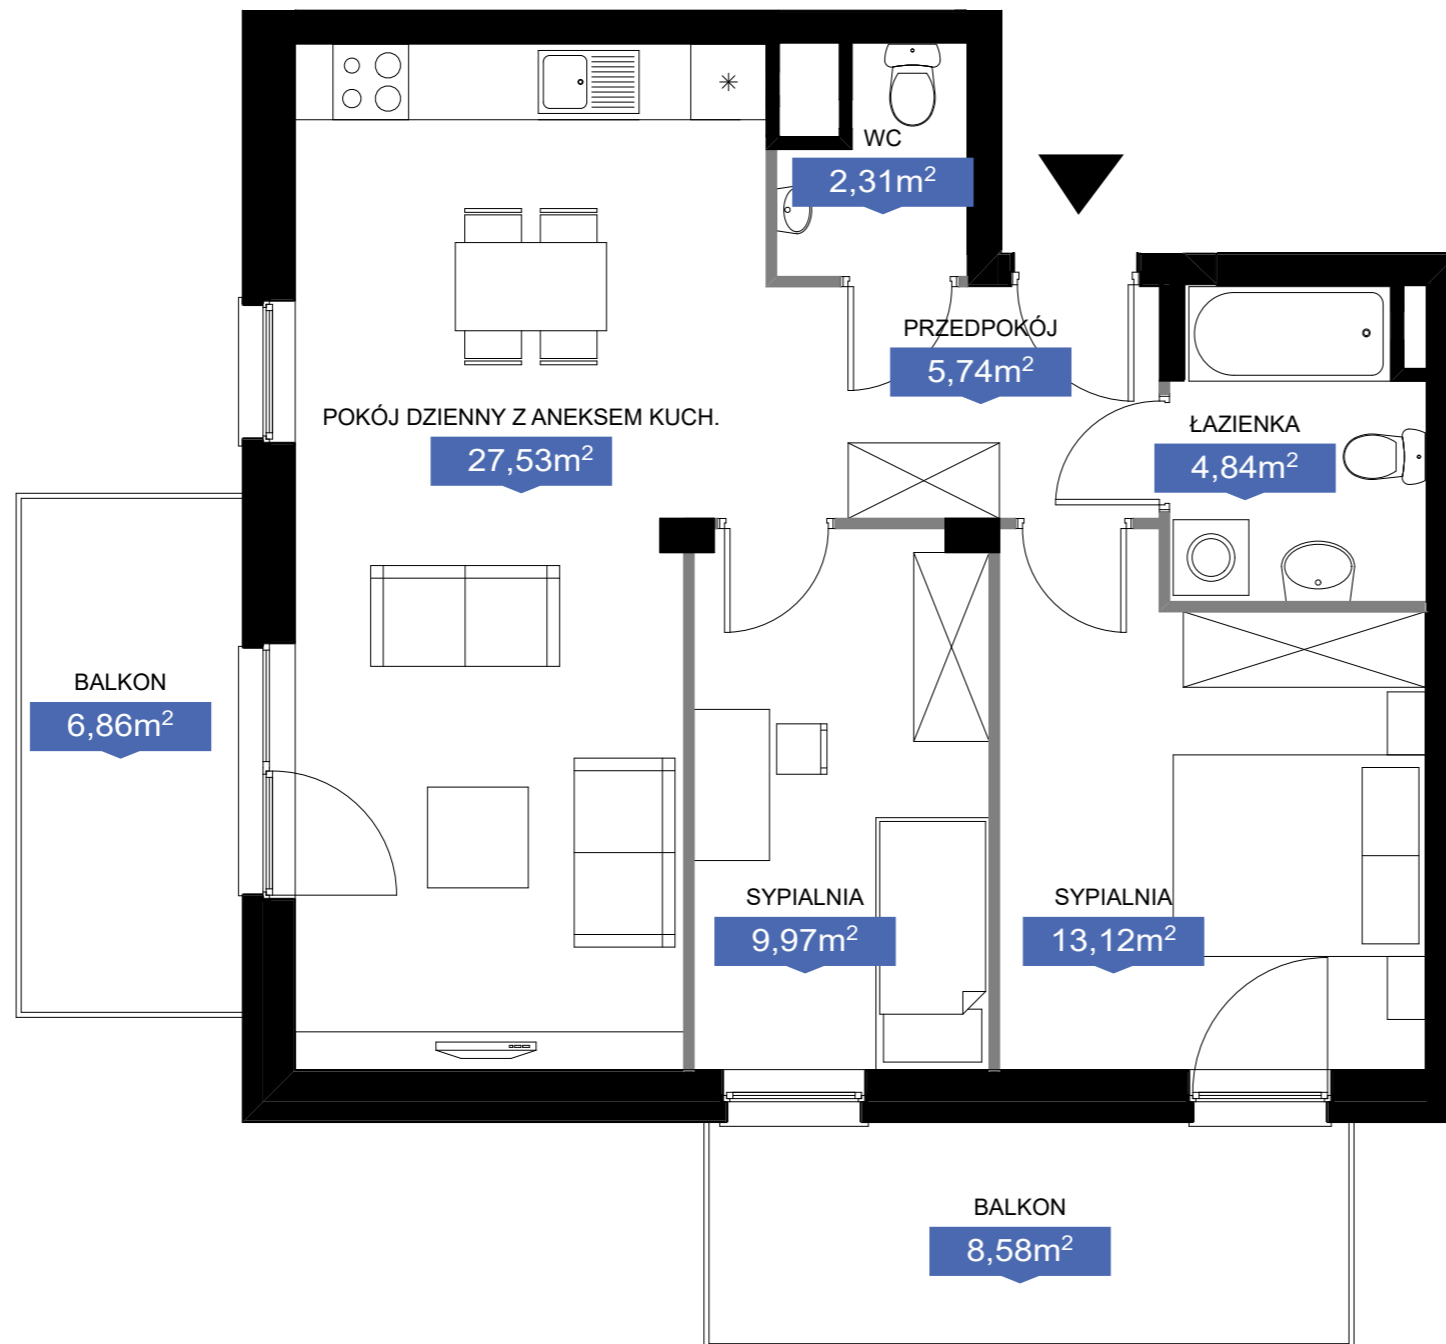 WC
2,31m²
PRZEDPOKÓJ
5,74m²
POKÓJ DZIENNY Z ANEKSEM KUCH.
27,53m²
ŁAZIENKA
4,84m²
BALKON
6,86m²
SYPIALNIA
9,97m²
SYPIALNIA
13,12m²
BALKON
8,58m²